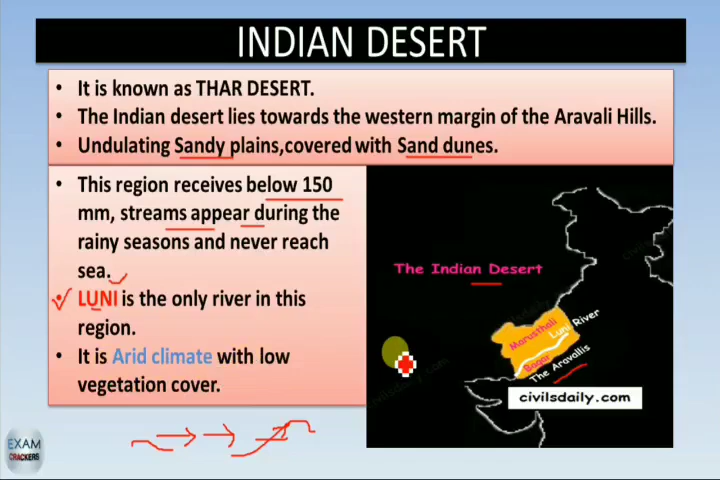 INDIAN DESERT
• It is known as THAR DESERT.
• The Indian desert lies towards the western margin of the Aravali Hills.
• Undulating Sandy plains,covered with Sand dunes.
• This region receives below 150
mm, streams appear during the
rainy seasons and never reach
sea.
• LUNI is the only river in this
region.
• It is Arid climate with low
vegetation cover.
The Indian Desert
Marusthali
Luni River
Bagar
The Aravallis
civilsdaily.com
EXAM
CRACKERS